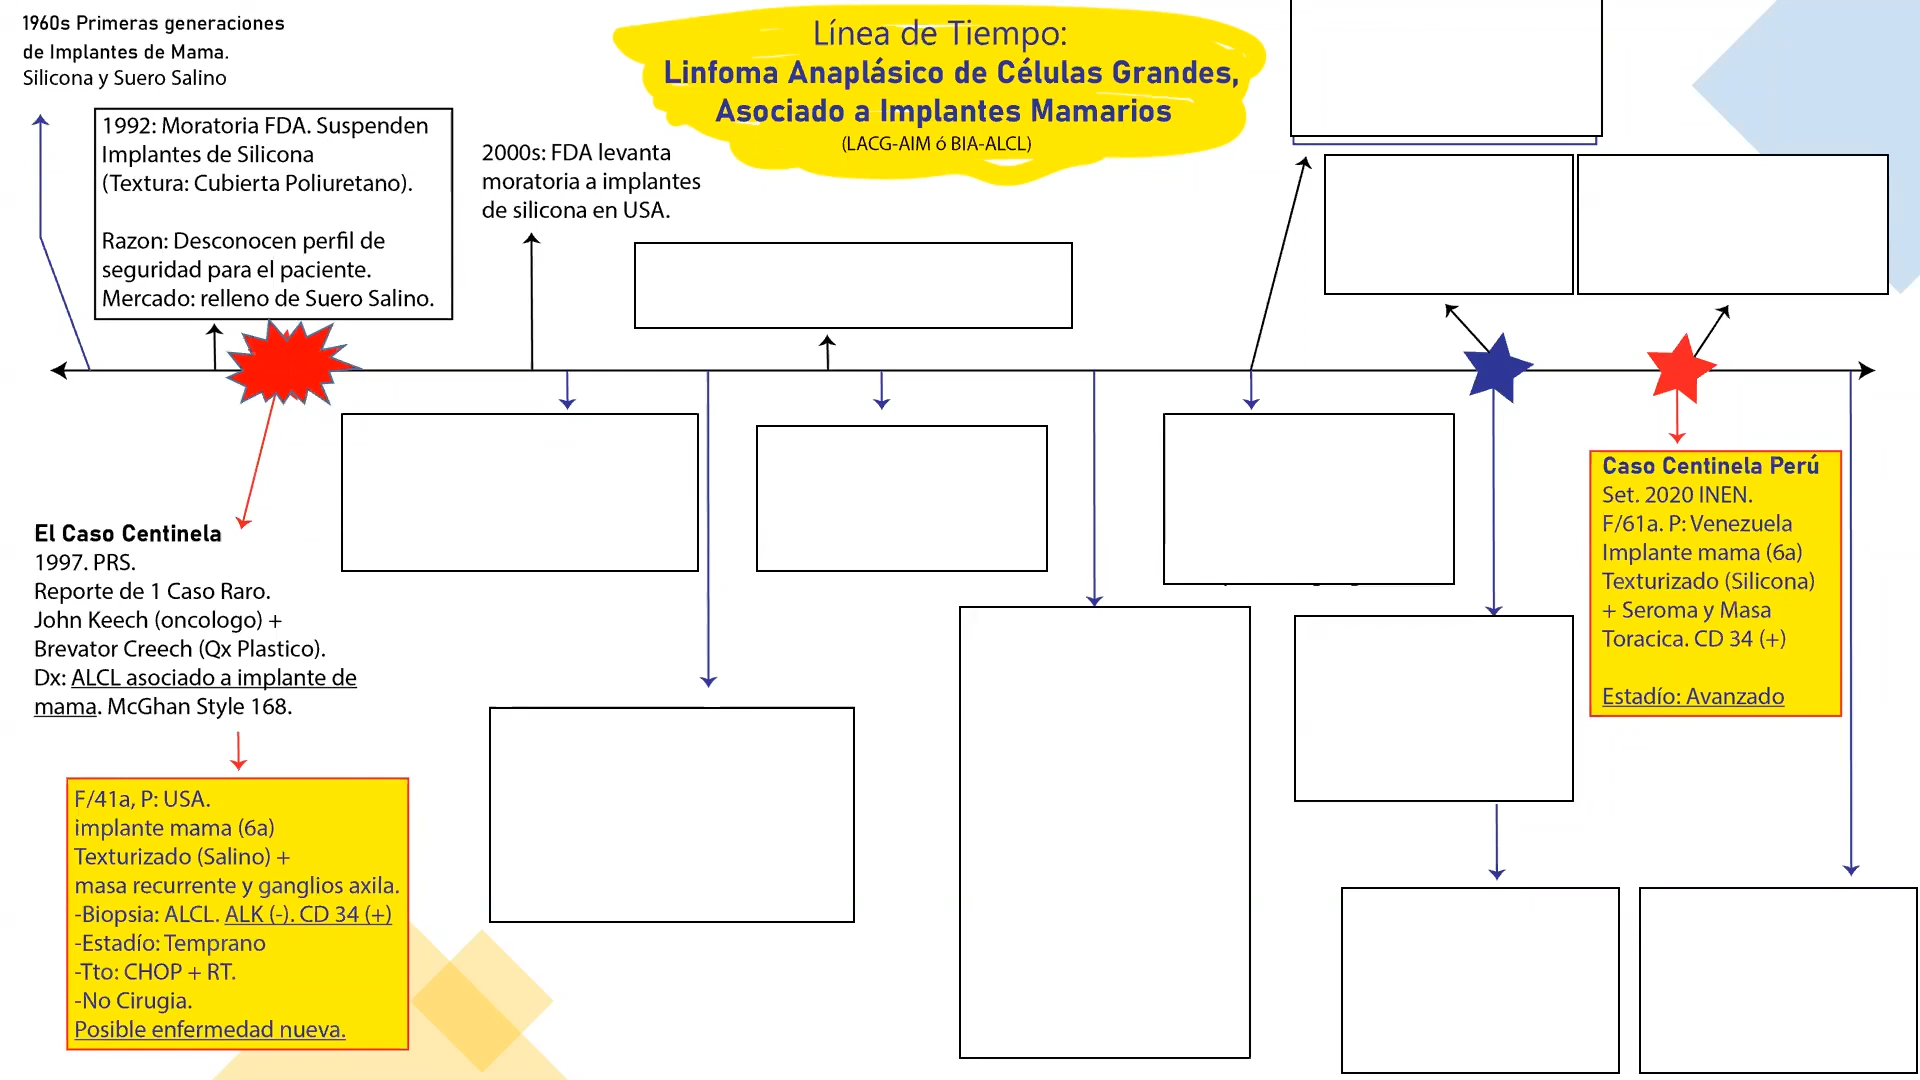 1960s Primeras generaciones
de Implantes de Mama.
Silicona y Suero Salino
Línea de Tiempo:
Linfoma Anaplásico de Células Grandes,
Asociado a Implantes Mamarios
(LACG-AIM ó BIA-ALCL)
1992: Moratoria FDA. Suspenden
Implantes de Silicona
(Textura: Cubierta Poliuretano).
Razon: Desconocen perfil de
seguridad para el paciente.
Mercado: relleno de Suero Salino.
2000s: FDA levanta
moratoria a implantes
de silicona en USA.
El Caso Centinela
1997. PRS.
Reporte de 1 Caso Raro.
John Keech (oncologo) +
Brevator Creech (Qx Plastico).
Dx: ALCL asociado a implante de
mama. McGhan Style 168.
F/41a, P: USA.
implante mama (6a)
Texturizado (Salino) +
masa recurrente y ganglios axila.
-Biopsia: ALCL. ALK (-). CD 34 (+)
-Estadío: Temprano
-Tto: CHOP + RT.
-No Cirugia.
Posible enfermedad nueva.
Caso Centinela Perú
Set. 2020 INEN.
F/61a. P: Venezuela
Implante mama (6a)
Texturizado (Silicona)
+ Seroma y Masa
Toracica. CD 34 (+)
Estadío: Avanzado